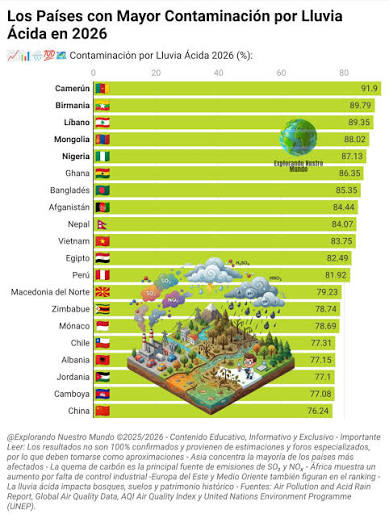 Los Países con Mayor Contaminación por Lluvia
Ácida en 2026
📈📊🌧️💯🗺️ Contaminación por Lluvia Ácida 2026 (%):
0 20 40 60 80
Camerún 91.9
Birmania 89.79
Líbano 89.35
Mongolia 88.02
Nigeria 87.13
Explorando Nustro
Mundo
Ghana 86.35
Bangladés 85.35
Afganistán 84.44
Nepal 84.07
Vietnam 83.75
Egipto 82.49
H₂SO₄
Perú 81.92
HNO₃
SO₂
Macedonia del Norte 79.23
Zimbabue 78.74
Mónaco 78.69
Chile 77.31
Albania 77.15
Jordania 77.1
Camboya 77.08
China 76.24
@Explorando Nuestro Mundo ©2025/2026 - Contenido Educativo, Informativo y Exclusivo - Importante
Leer: Los resultados no son 100% confirmados y provienen de estimaciones y foros especializados,
por lo que deben tomarse como aproximaciones - Asia concentra la mayoría de los países más
afectados - La quema de carbón es la principal fuente de emisiones de SO₂ y NOₓ - África muestra un
aumento por falta de control industrial -Europa del Este y Medio Oriente también figuran en el ranking -
La lluvia ácida impacta bosques, suelos y patrimonio histórico - Fuentes: Air Pollution and Acid Rain
Report, Global Air Quality Data, AQI Air Quality Index y United Nations Environment Programme
(UNEP).